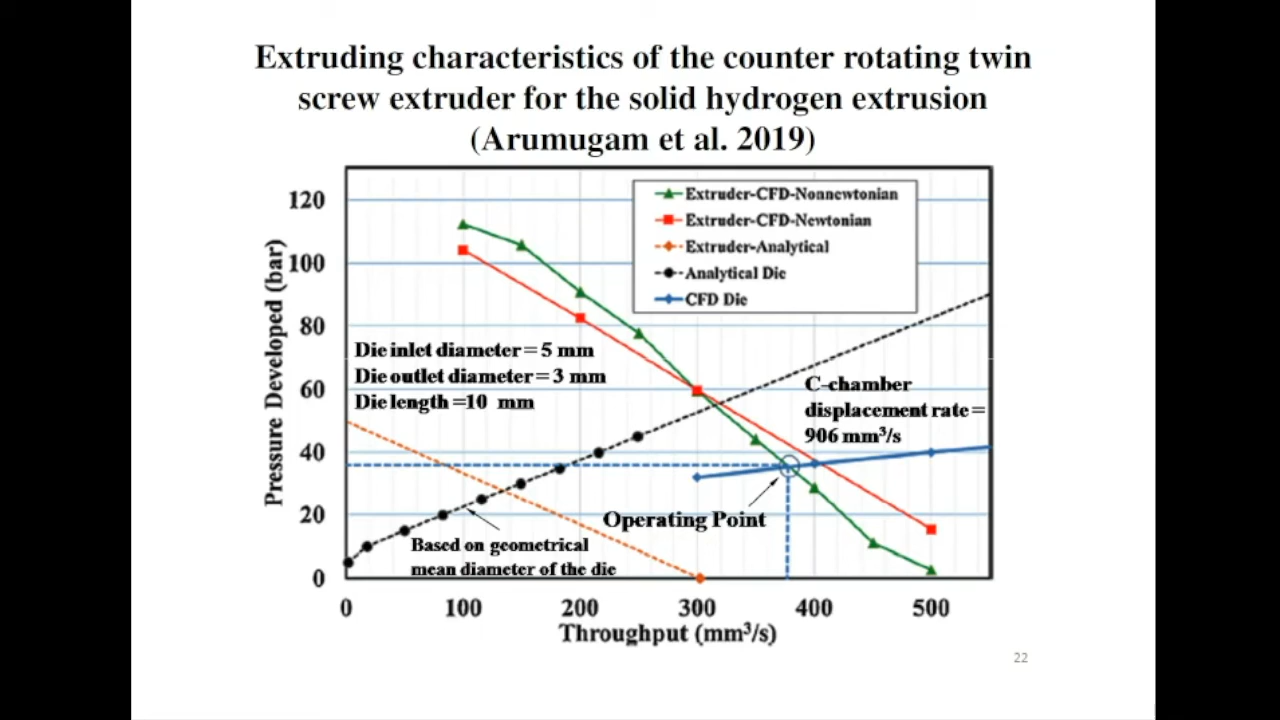 Extruding characteristics of the counter rotating twin
screw extruder for the solid hydrogen extrusion
(Arumugam et al. 2019)
Pressure Developed (bar)
120
100
80
60
40
20
0
Extruder-CFD-Nonnewtonian
Extruder-CFD-Newtonian
Extruder-Analytical
Analytical Die
CFD Die
Die inlet diameter = 5 mm
Die outlet diameter = 3 mm
Die length =10 mm
C-chamber
displacement rate =
906 mm³/s
Operating Point
Based on geometrical
mean diameter of the die
0 100 200 300 400 500
Throughput (mm³/s)
22